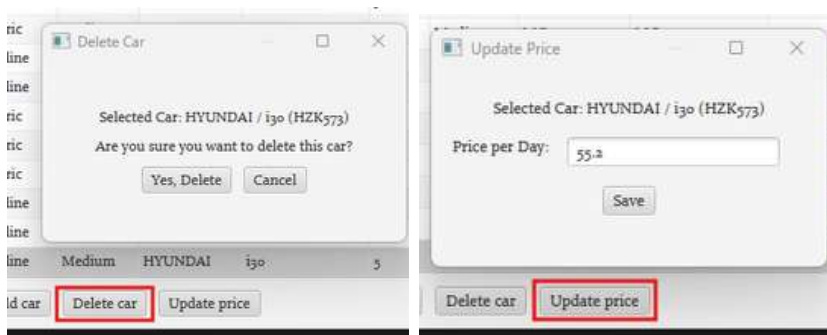 ric
Delete Car
line
line
ric
Selected Car: HYUNDAI / i30 (HZK573)
ric
Are you sure you want to delete this car?
ric
Yes, Delete
Cancel
line
line
line
Medium
HYUNDAI
i30
5
ld car
Delete car
Update price
Update Price
Selected Car: HYUNDAI / i30 (HZK573)
Price per Day:
55.2
Save
Delete car
Update price